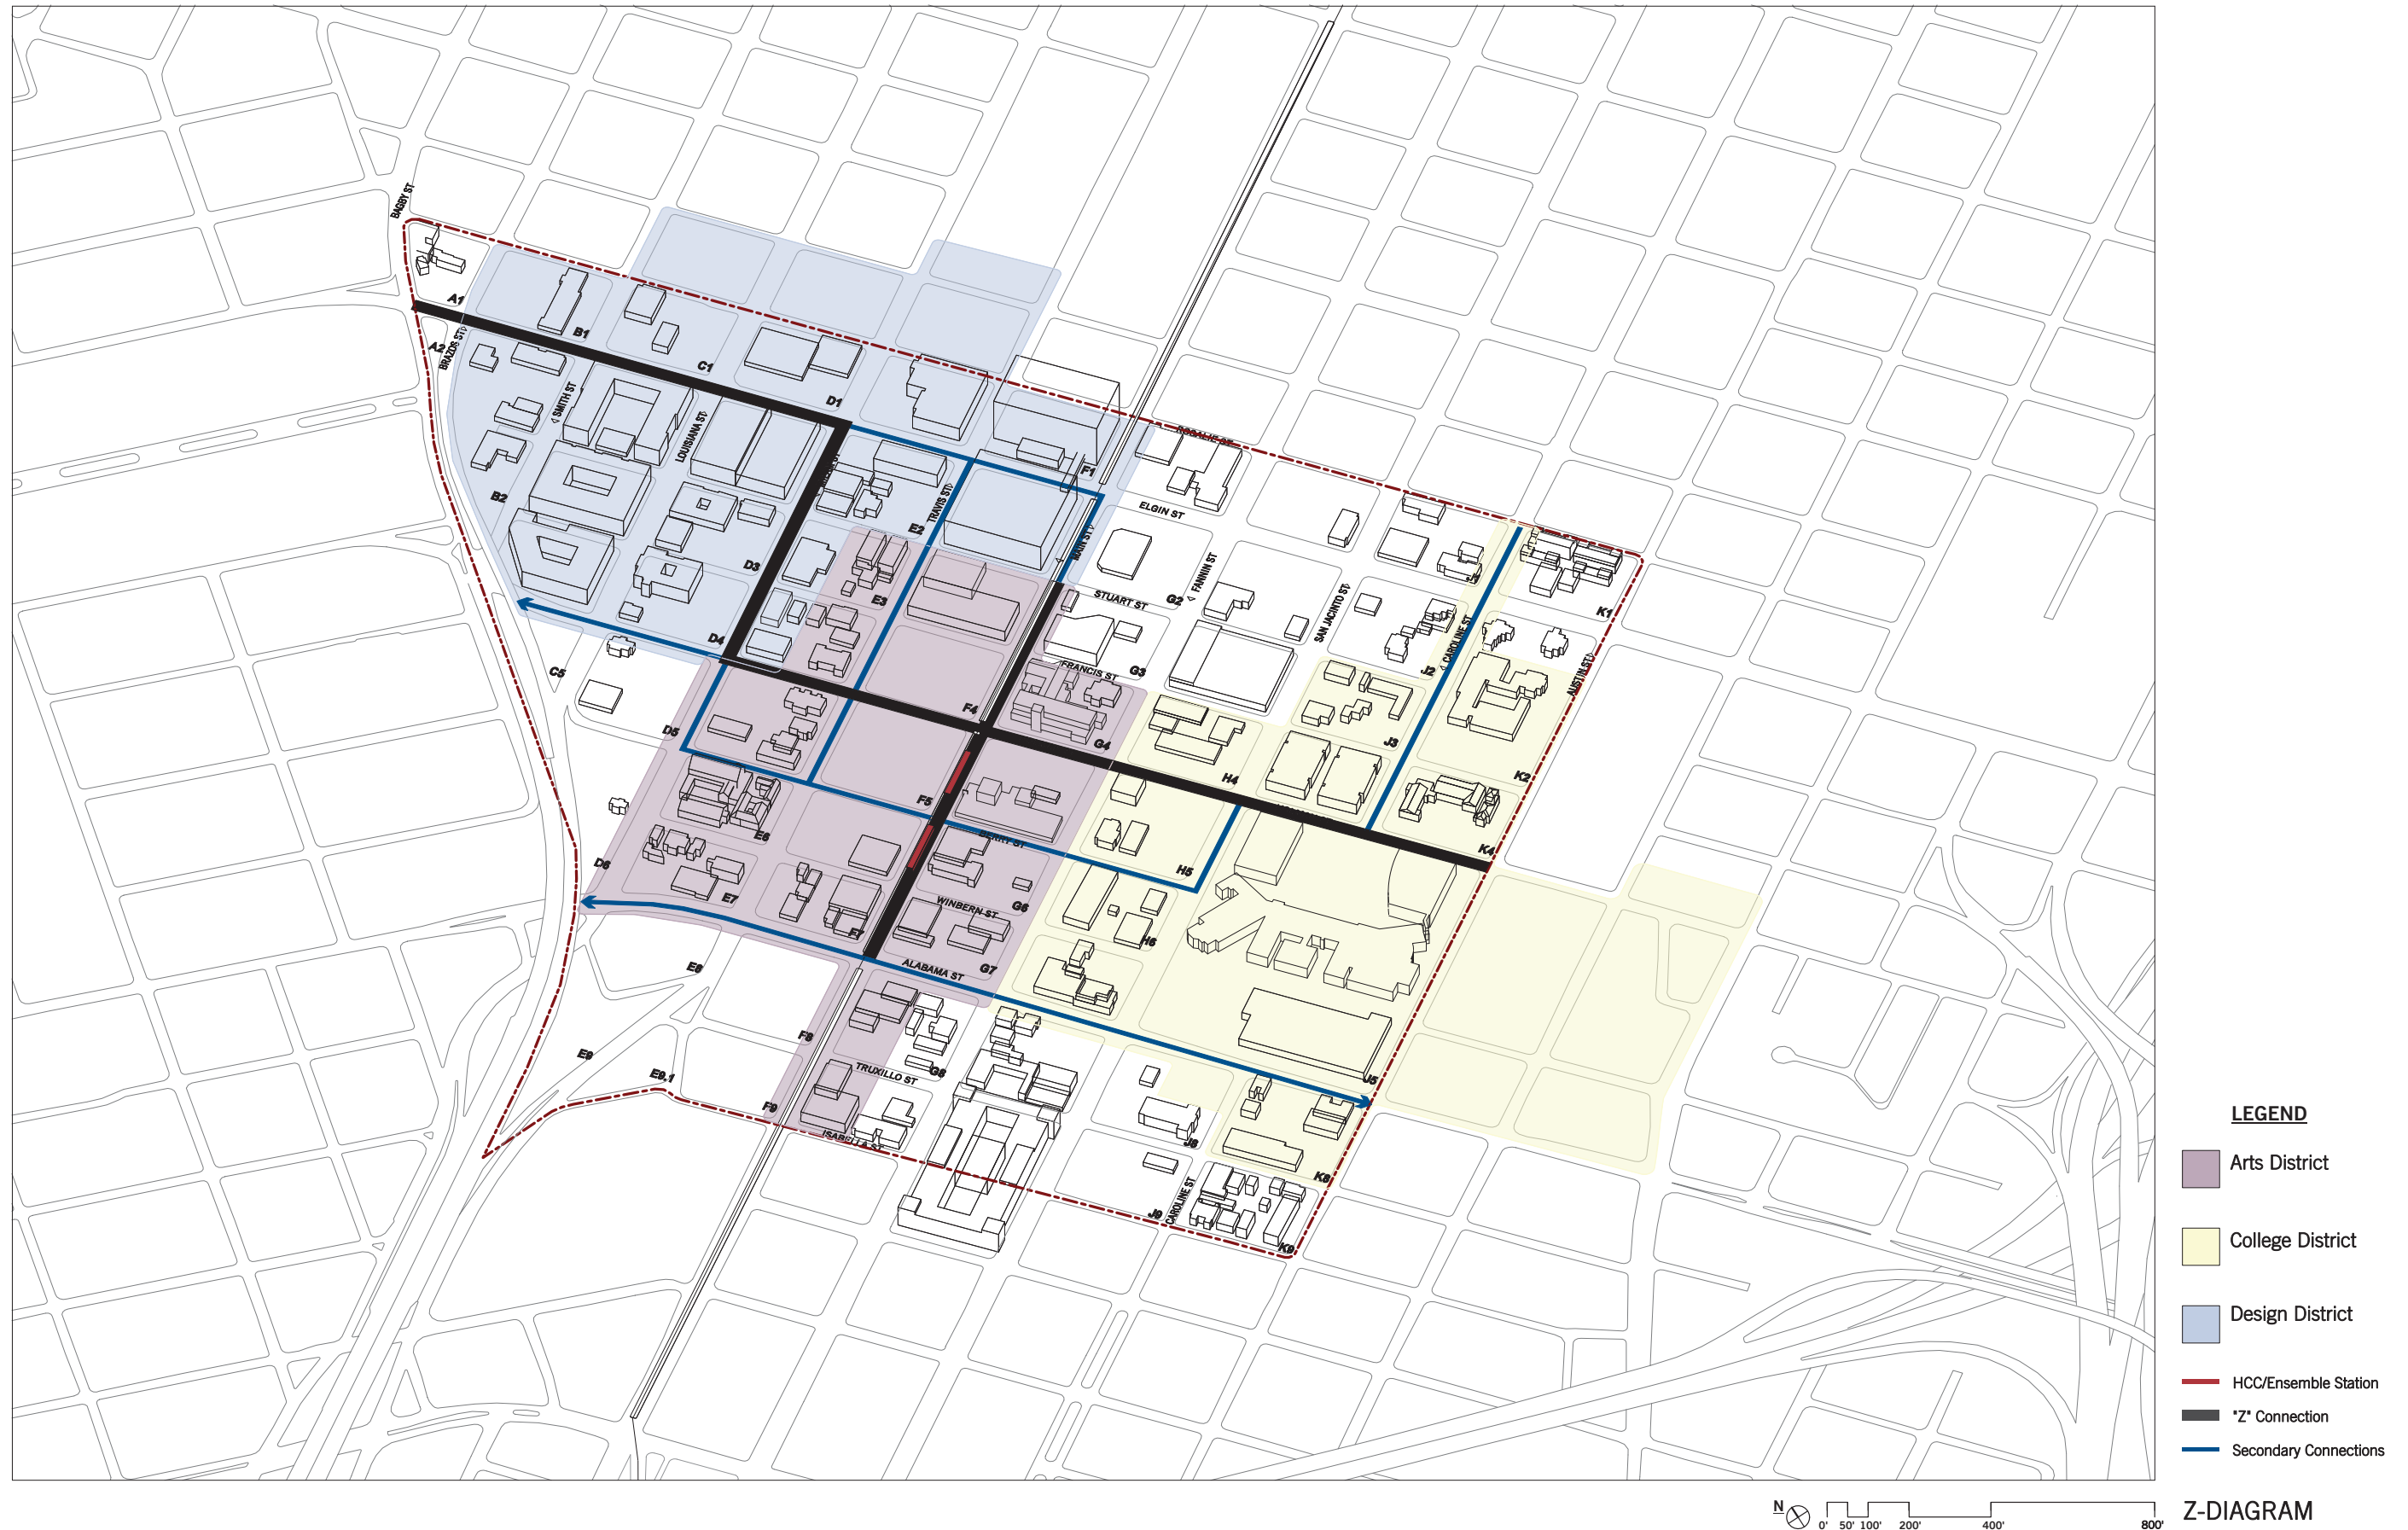 BAGBY ST
A1
A2
BRAZOS ST
B1
C1
D1
SMITH ST
LOUISIANA ST
B2
TRAVIS ST
E2
F1
ROSALIE ST
ELGIN ST
MAIN ST
D3
E3
STUART ST
G2
FANNIN ST
SAN JACINTO ST
CAROLINE ST
K1
J2
AUSTIN ST
D4
C5
FRANCIS ST
G3
D5
F4
G4
H4
J3
K2
F5
BERRY ST
E6
D6
H5
K4
E7
F7
WINBERN ST
G6
H6
E8
ALABAMA ST
G7
F8
E9
E9.1
TRUXILLO ST
G8
F9
ISABELLA ST
J5
J8
K8
J9
CAROLINE ST
K9
LEGEND
Arts District
College District
Design District
HCC/Ensemble Station
"Z" Connection
Secondary Connections
N
0' 50' 100' 200' 400' 800'
Z-DIAGRAM